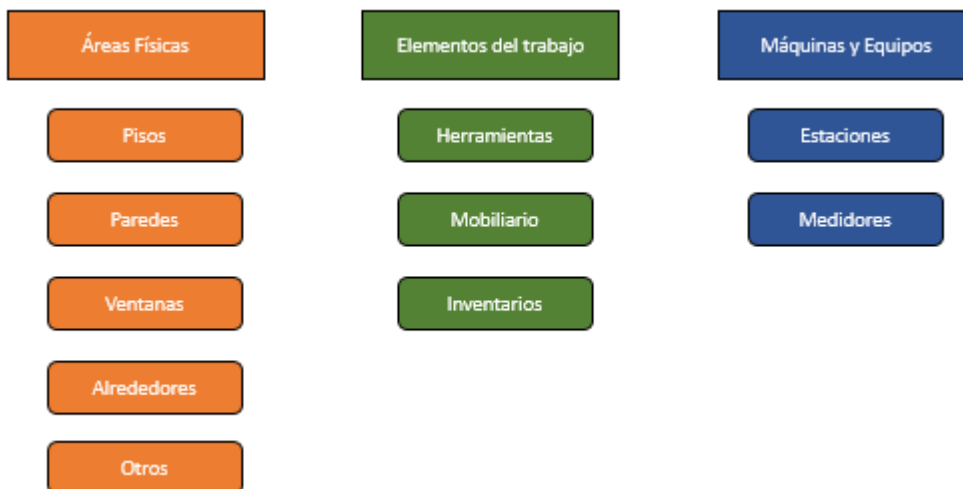 Áreas Físicas
Elementos del trabajo
Máquinas y Equipos
Pisos
Herramientas
Estaciones
Paredes
Mobiliario
Medidores
Ventanas
Inventarios
Alrededores
Otros